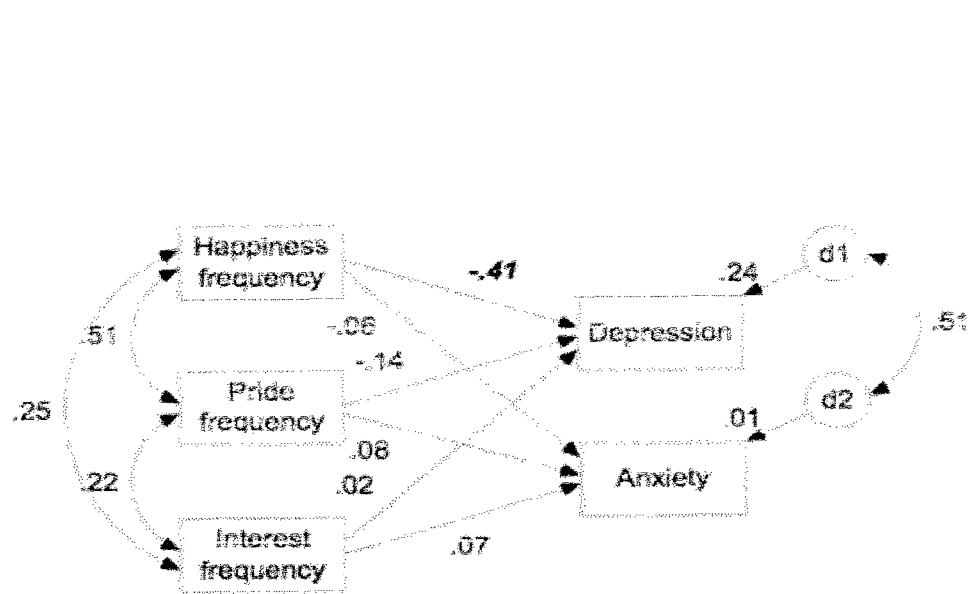 Happiness
frequency
-.41
.24
d1
.51
-.06
Depression
.51
-.14
Pride
frequency
.25
d2
.01
.08
.22
.02
Anxiety
Interest
frequency
.07